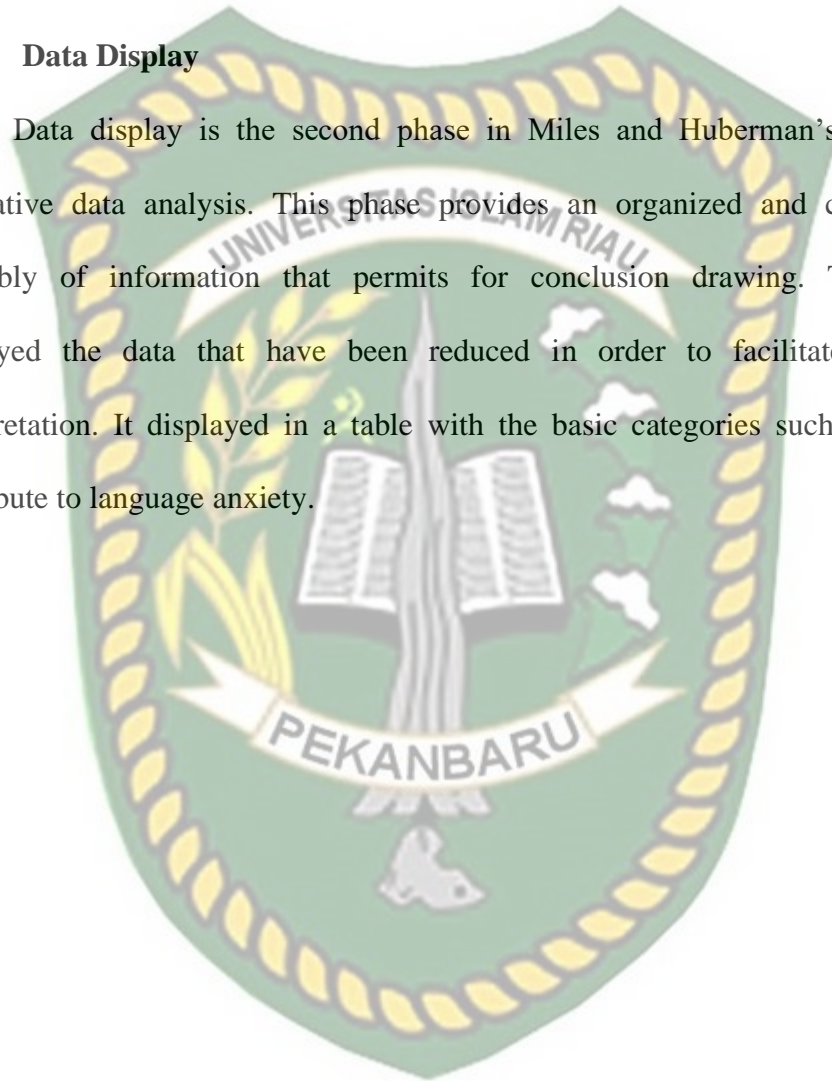 Data Display
Data display is the second phase in Miles and Huberman's
ative data analysis. This phase provides an organized and c
UNIVERSITAS ISLAM RIAU
bly of information that permits for conclusion drawing. T
yed the data that have been reduced in order to facilitate
retation. It displayed in a table with the basic categories such
bute to language anxiety.
PEKANBARU